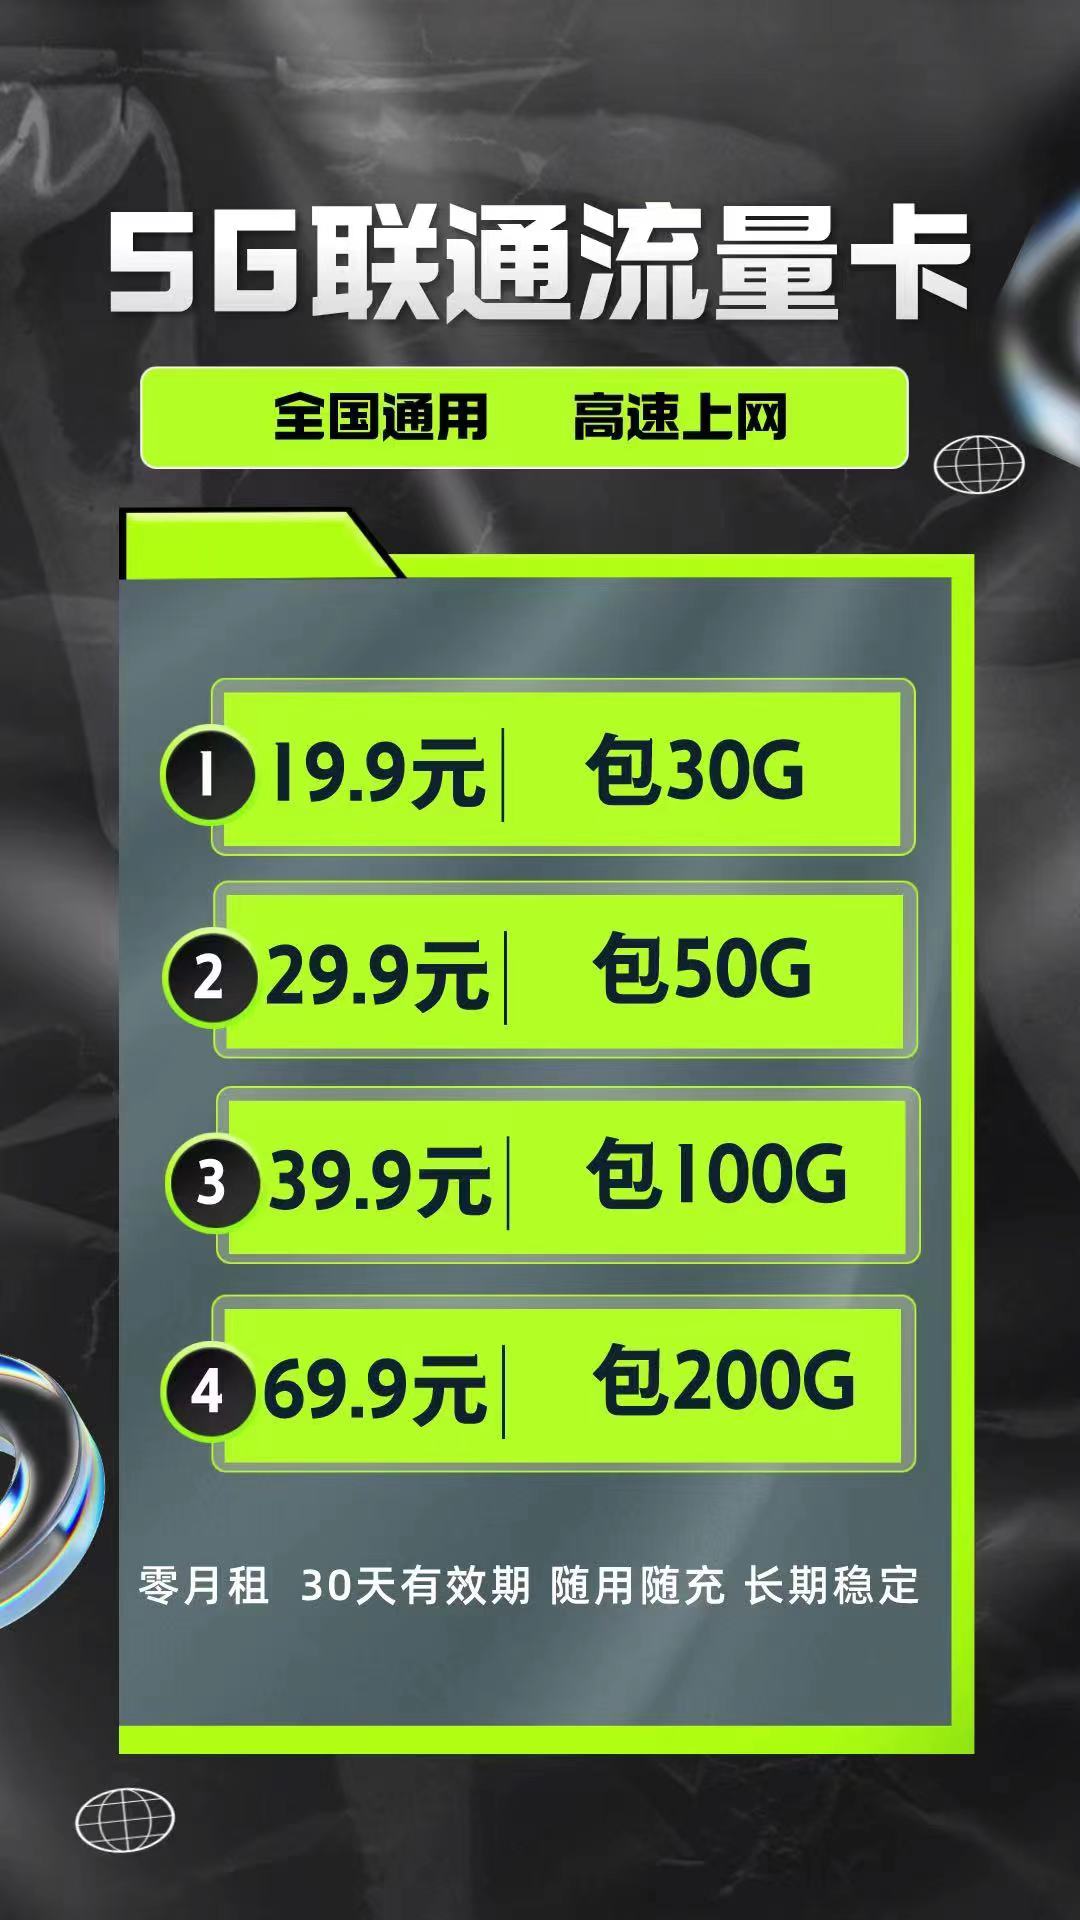 5G联通流量卡
全国通用 高速上网
1 19.9元 包30G
2 29.9元 包50G
3 39.9元 包100G
4 69.9元 包200G
零月租 30天有效期 随用随充 长期稳定